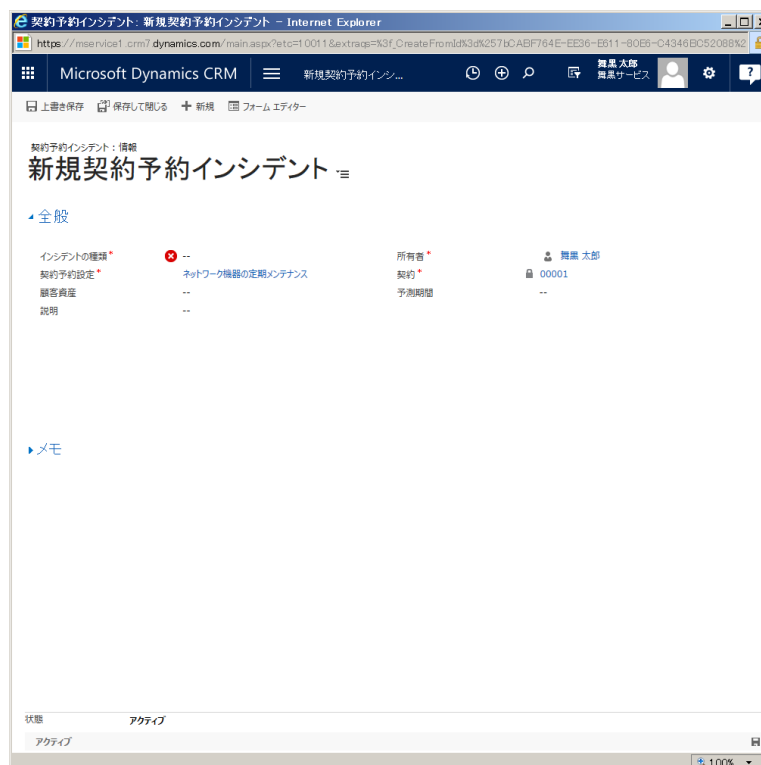 契約予約インシデント: 新規契約予約インシデント - Internet Explorer
https://mservice1.crm7.dynamics.com/main.aspx?etc=10011&extraqs=%3f_CreateFromId%3d%257bCABF764E-EE36-E611-80E6-C4346BC52088%2
Microsoft Dynamics CRM 新規契約予約インシ... 舞黒 太郎
舞黒サービス
?
上書き保存 保存して閉じる 新規 フォーム エディター
契約予約インシデント : 情報
新規契約予約インシデント
全般
インシデントの種類* -- 所有者* 舞黒 太郎
契約予約設定* ネットワーク機器の定期メンテナンス 契約* 00001
顧客資産 -- 予測期間 --
説明 --
メモ
状態 アクティブ
アクティブ
100%